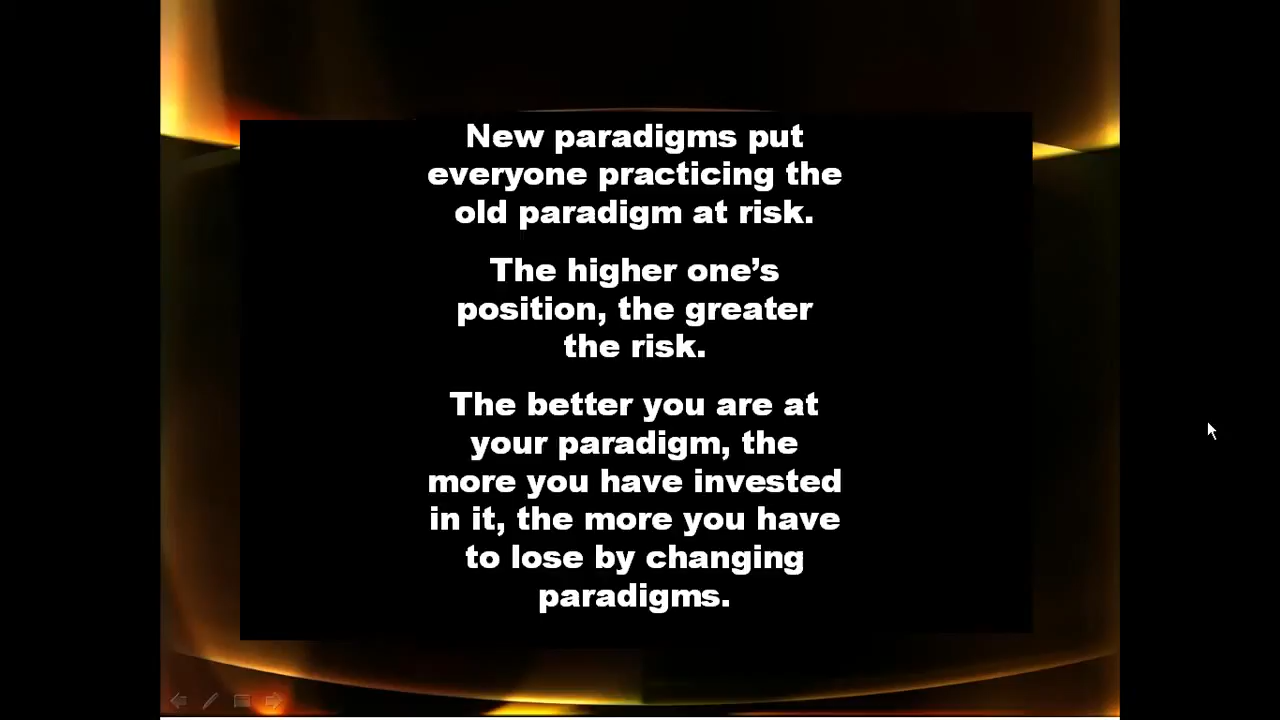 New paradigms put
everyone practicing the
old paradigm at risk.
The higher one’s
position, the greater
the risk.
The better you are at
your paradigm, the
more you have invested
in it, the more you have
to lose by changing
paradigms.